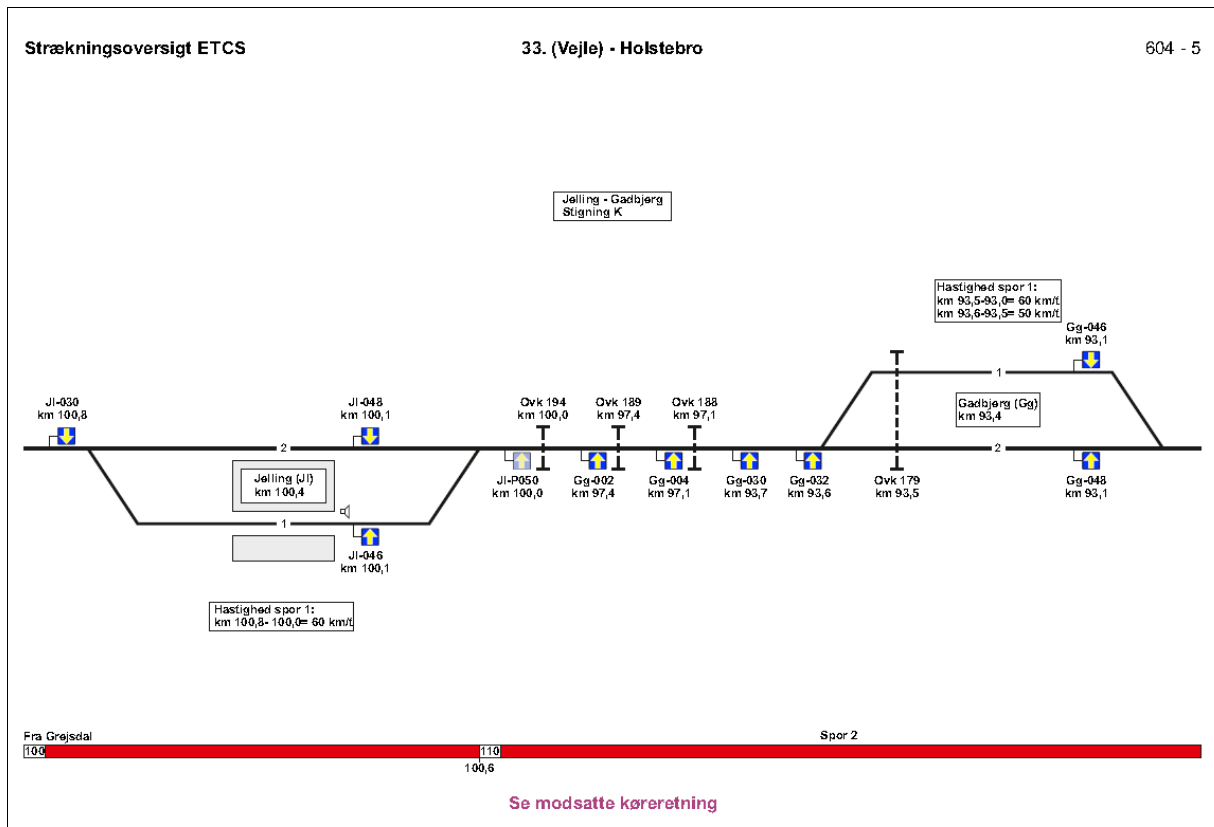 Strækningsoversigt ETCS
33. (Vejle) - Holstebro
604 - 5
Jelling - Gadbjerg
Stigning K
Hastighed spor 1:
km 93,5-93,0= 60 km/t
km 93,6-93,5= 50 km/t
Gg-046
km 93,1
1
Gadbjerg (Gg)
km 93,4
Jl-030
km 100,8
Jl-048
km 100,1
Ovk 194
km 100,0
Ovk 189
km 97,4
Ovk 188
km 97,1
2
2
Jelling (Jl)
km 100,4
Jl-P050
km 100,0
Gg-002
km 97,4
Gg-004
km 97,1
Gg-030
km 93,7
Gg-032
km 93,6
Ovk 179
km 93,5
Gg-048
km 93,1
1
Jl-046
km 100,1
Hastighed spor 1:
km 100,8- 100,0= 60 km/t
Fra Grejsdal
Spor 2
100
110
100,6
Se modsatte køreretning